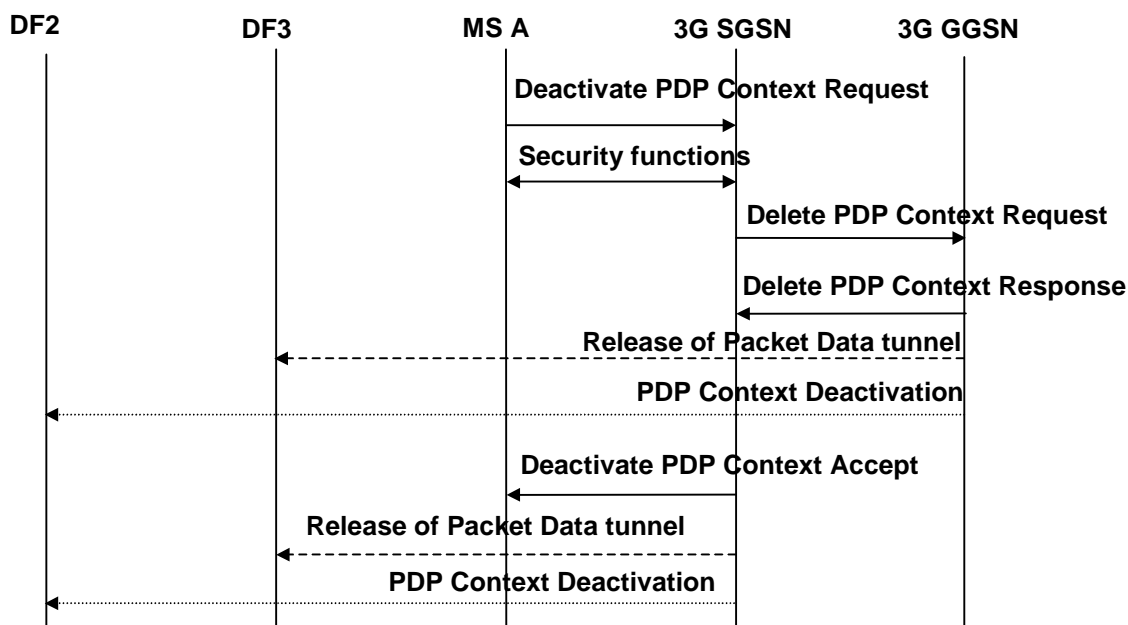 DF2 DF3 MS A 3G SGSN 3G GGSN
Deactivate PDP Context Request
Security functions
Delete PDP Context Request
Delete PDP Context Response
Release of Packet Data tunnel
PDP Context Deactivation
Deactivate PDP Context Accept
Release of Packet Data tunnel
PDP Context Deactivation